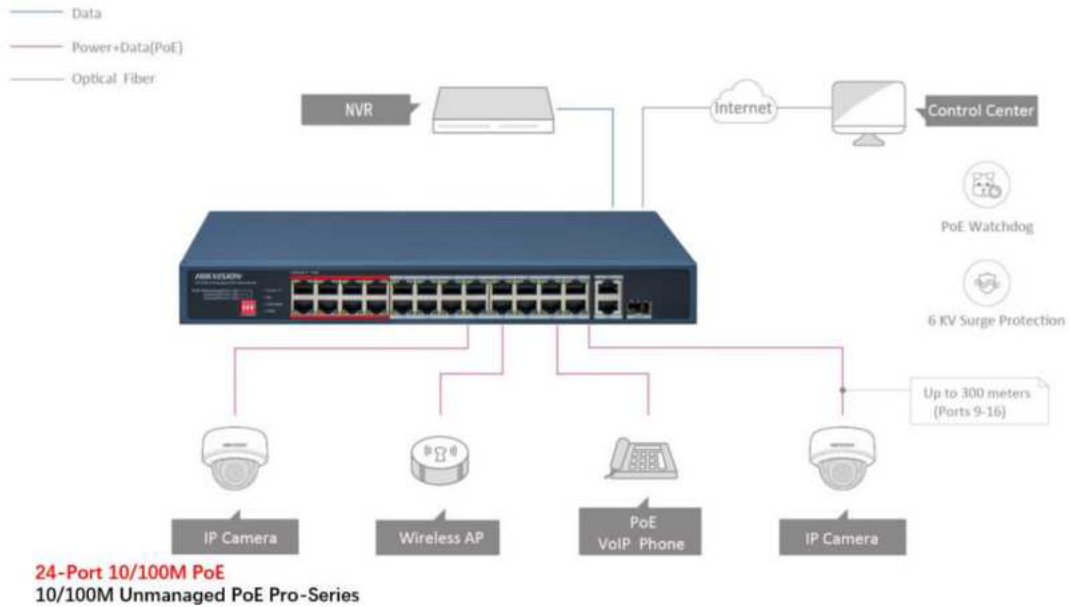 Data
Power+Data(PoE)
Optical Fiber
NVR
Internet
Control Center
PoE Watchdog
HIKVISION
6 KV Surge Protection
Up to 300 meters
(Ports 9-16)
IP Camera
Wireless AP
PoE
VoIP Phone
IP Camera
24-Port 10/100M PoE
10/100M Unmanaged PoE Pro-Series